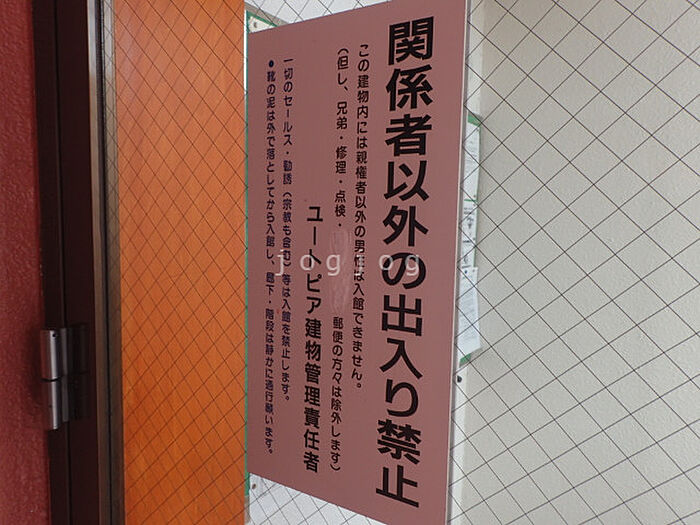 関係者以外の出入り禁止
この建物内には親権者以外の男性は入館できません。
(但し、兄弟・修理・点検・ 郵便の方々は除外します)
ユートピア建物管理責任者
一切のセールス・勧誘(宗教も含む)等は入館を禁止します。
●靴の泥は外で落としてから入館し、廊下・階段は静かに通行願います。
jogjog